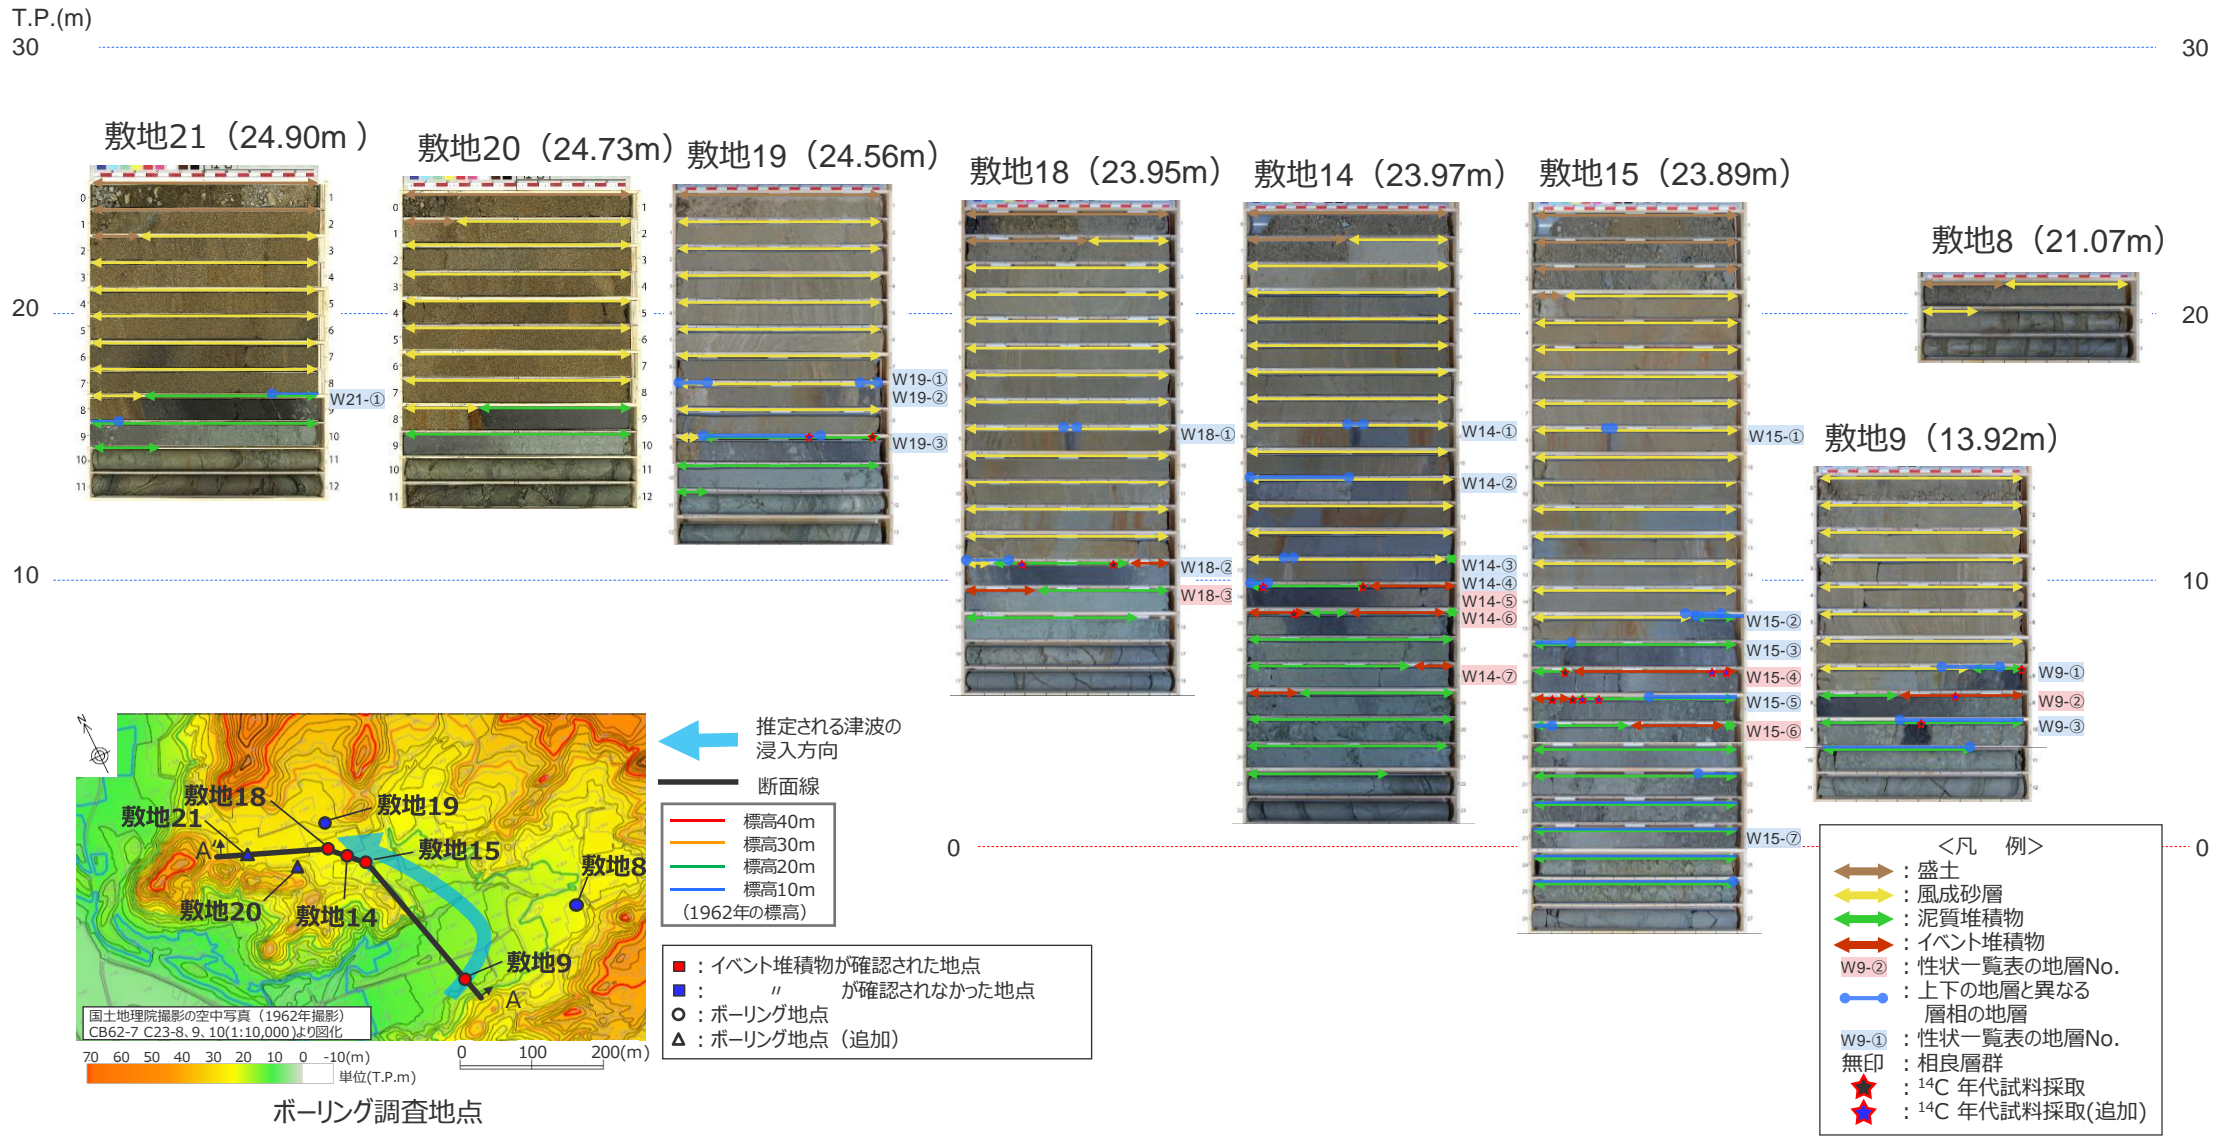 T.P.(m)
30
30
敷地21（24.90m ）
敷地20（24.73m）
敷地19（24.56m）
敷地18（23.95m）
敷地14（23.97m）
敷地15（23.89m）
敷地8（21.07m）
20
20
W21-①
W19-①
W19-②
W19-③
W18-①
W18-②
W18-③
W14-①
W14-②
W14-③
W14-④
W14-⑤
W14-⑥
W14-⑦
W15-①
W15-②
W15-③
W15-④
W15-⑤
W15-⑥
W15-⑦
敷地9（13.92m）
W9-①
W9-②
W9-③
10
10
0
0
N
敷地18
敷地19
敷地21
敷地15
敷地8
敷地20
敷地14
敷地9
A'
A
国土地理院撮影の空中写真（1962年撮影）
CB62-7 C23-8、9、10(1:10,000)より図化
70 60 50 40 30 20 10 0 -10(m)
単位(T.P.m)
0 100 200(m)
ボーリング調査地点
推定される津波の
浸入方向
断面線
標高40m
標高30m
標高20m
標高10m
(1962年の標高)
：イベント堆積物が確認された地点
： 〃 が確認されなかった地点
：ボーリング地点
：ボーリング地点（追加）
＜凡 例＞
：盛土
：風成砂層
：泥質堆積物
：イベント堆積物
W9-② ：性状一覧表の地層No.
：上下の地層と異なる
層相の地層
W9-① ：性状一覧表の地層No.
無印 ：相良層群
：14C 年代試料採取
：14C 年代試料採取(追加)